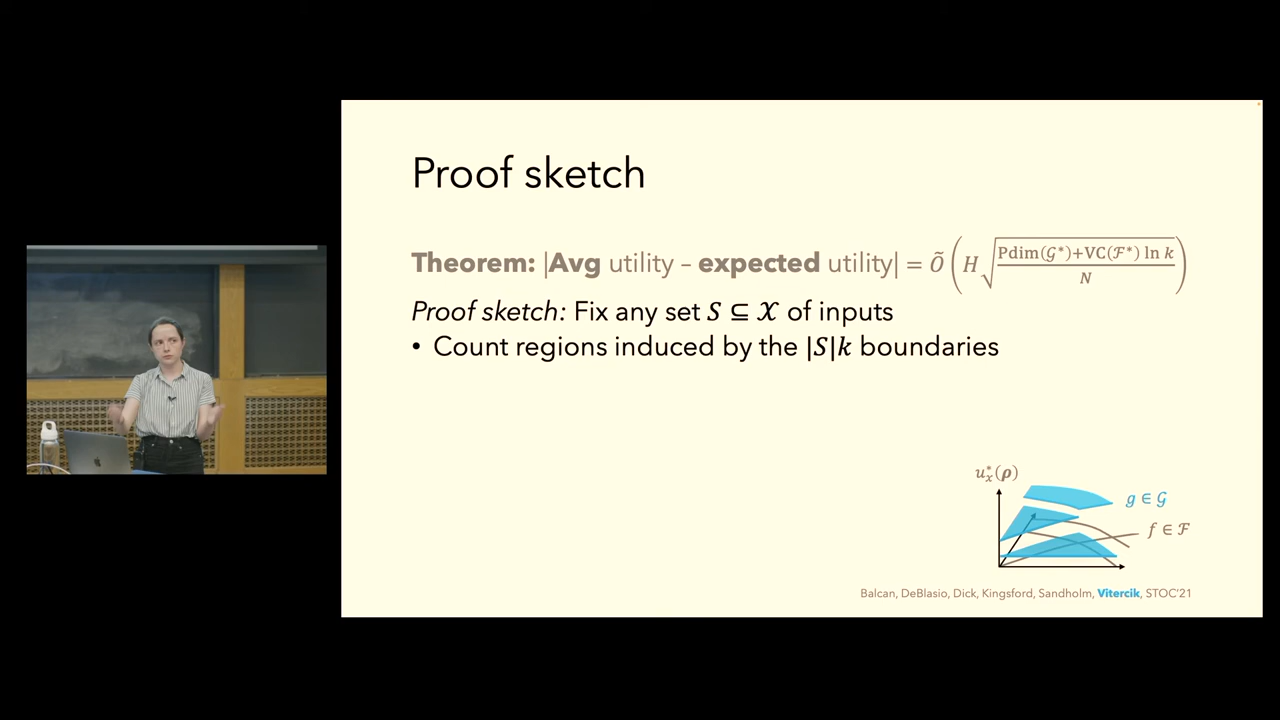 Proof sketch
Theorem: |Avg utility – expected utility| = Õ(H√((Pdim(𝒢*)+VC(ℱ*) ln k)/N))
Proof sketch: Fix any set S ⊆ 𝒳 of inputs
• Count regions induced by the |S|k boundaries
u*ₓ(ρ)
g ∈ 𝒢
f ∈ ℱ
Balcan, DeBlasio, Dick, Kingsford, Sandholm, Vitercik, STOC'21